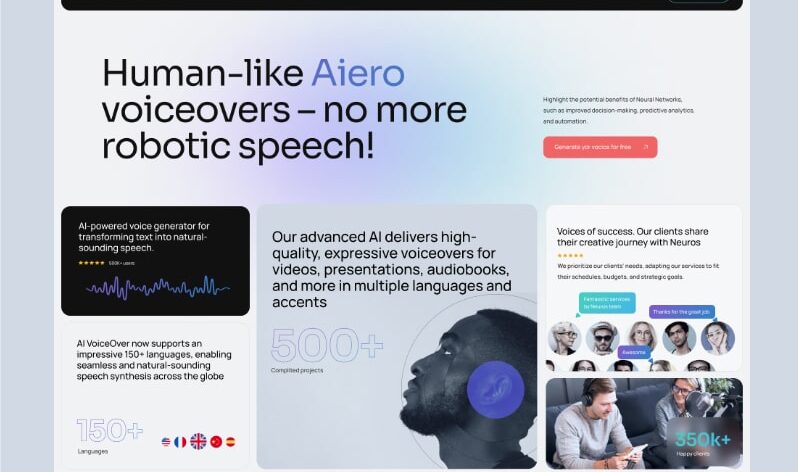 Human-like Aiero
voiceovers – no more
robotic speech!
Highlight the potential benefits of Neural Networks,
such as improved decision-making, predictive analytics,
and automation.
Generate yor vocice for free
AI-powered voice generator for
transforming text into natural-
sounding speech.
500K+ users
AI VoiceOver now supports an
impressive 150+ languages, enabling
seamless and natural-sounding
speech synthesis across the globe
150+
Languages
Our advanced AI delivers high-
quality, expressive voiceovers for
videos, presentations, audiobooks,
and more in multiple languages and
accents
500+
Complited projects
Voices of success. Our clients share
their creative journey with Neuros
We prioritize our clients' needs, adapting our services to fit
their schedules, budgets, and strategic goals.
Fantastic services
to Neuros team
Thanks for the great job
Awesome
350k+
Happy clients